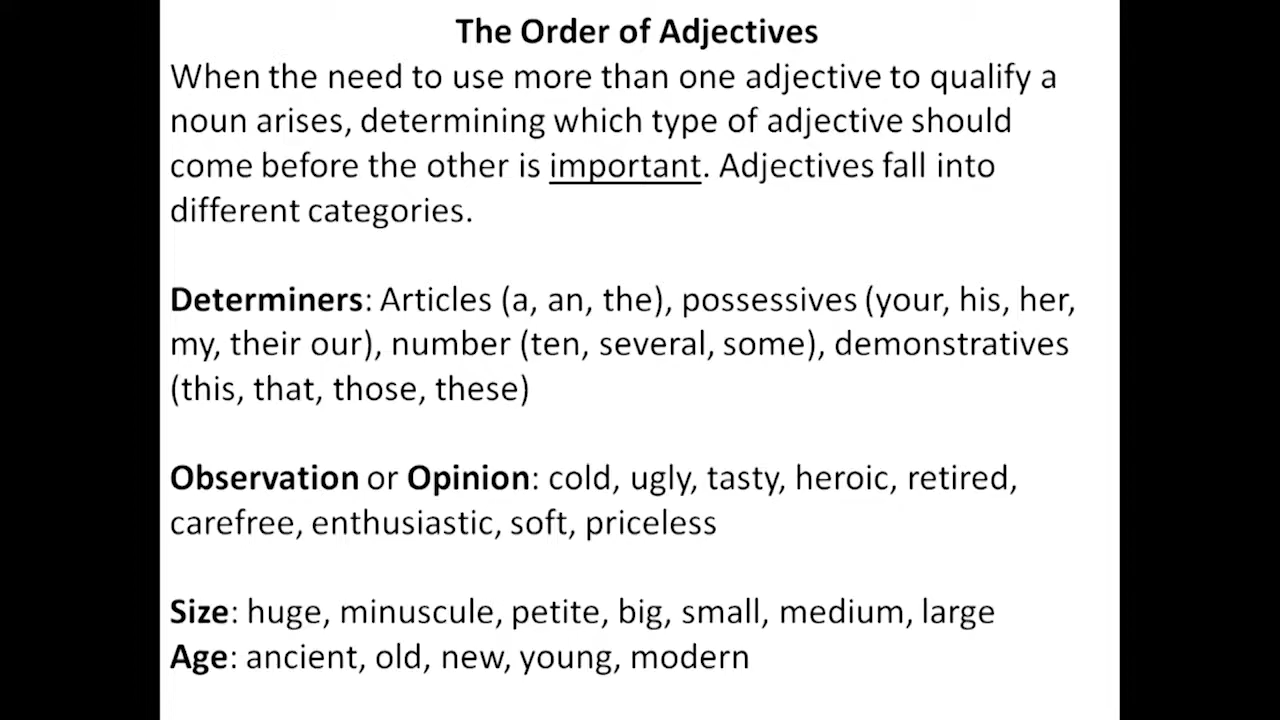 The Order of Adjectives
When the need to use more than one adjective to qualify a
noun arises, determining which type of adjective should
come before the other is important. Adjectives fall into
different categories.
Determiners: Articles (a, an, the), possessives (your, his, her,
my, their our), number (ten, several, some), demonstratives
(this, that, those, these)
Observation or Opinion: cold, ugly, tasty, heroic, retired,
carefree, enthusiastic, soft, priceless
Size: huge, minuscule, petite, big, small, medium, large
Age: ancient, old, new, young, modern